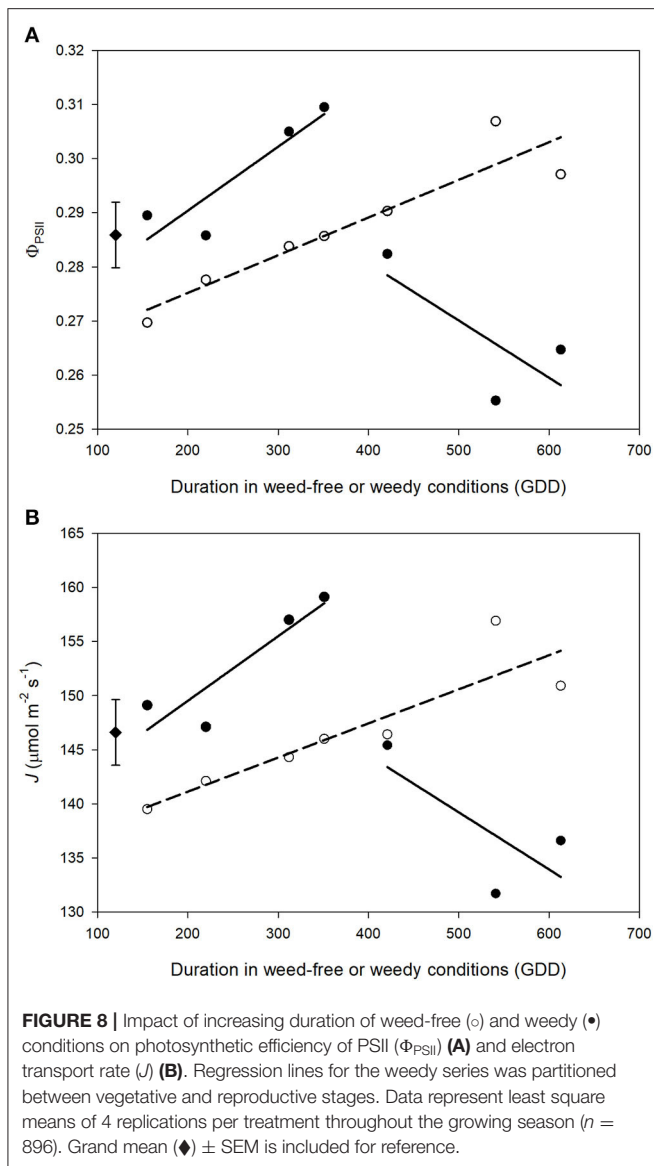 A
0.32
0.31
0.30
0.29
0.28
0.27
0.26
0.25
Φ_PSII
100 200 300 400 500 600 700
Duration in weed-free or weedy conditions (GDD)
B
165
160
155
150
145
140
135
130
J (μmol m⁻² s⁻¹)
100 200 300 400 500 600 700
Duration in weed-free or weedy conditions (GDD)
FIGURE 8 | Impact of increasing duration of weed-free (○) and weedy (●)
conditions on photosynthetic efficiency of PSII (Φ_PSII) (A) and electron
transport rate (J) (B). Regression lines for the weedy series was partitioned
between vegetative and reproductive stages. Data represent least square
means of 4 replications per treatment throughout the growing season (n =
896). Grand mean (◆) ± SEM is included for reference.